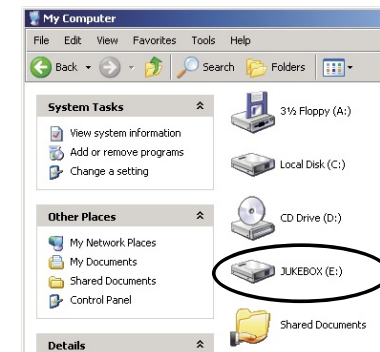 My Computer
File Edit View Favorites Tools Help
Back Search Folders
System Tasks
View system information
Add or remove programs
Change a setting
Other Places
My Network Places
My Documents
Shared Documents
Control Panel
Details
3½ Floppy (A:)
Local Disk (C:)
CD Drive (D:)
JUKEBOX (E:)
Shared Documents